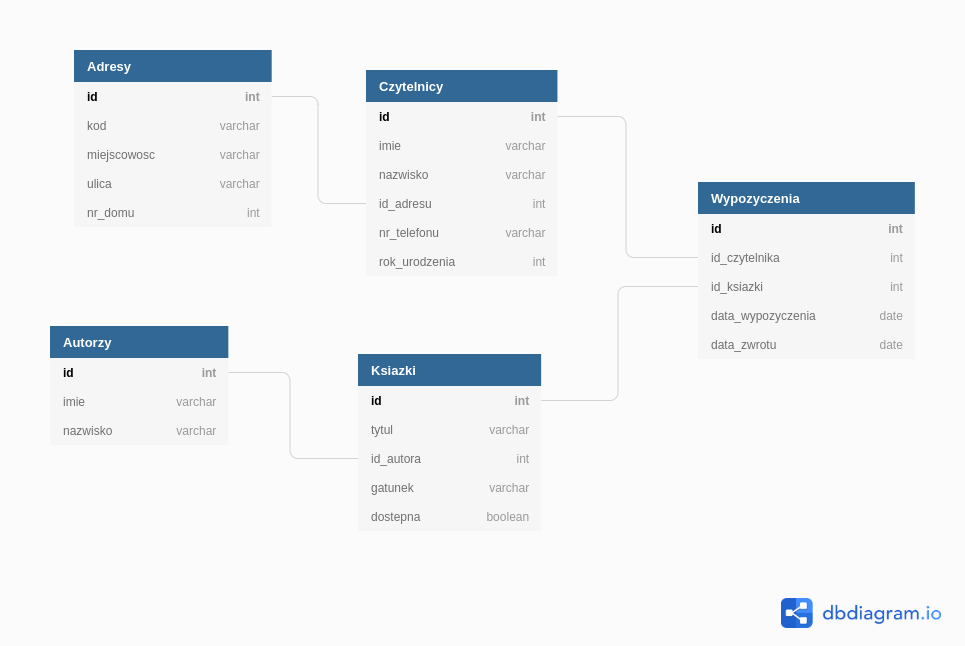 Adresy
id int
kod varchar
miejscowosc varchar
ulica varchar
nr_domu int
Czytelnicy
id int
imie varchar
nazwisko varchar
id_adresu int
nr_telefonu varchar
rok_urodzenia int
Wypozyczenia
id int
id_czytelnika int
id_ksiazki int
data_wypozyczenia date
data_zwrotu date
Autorzy
id int
imie varchar
nazwisko varchar
Ksiazki
id int
tytul varchar
id_autora int
gatunek varchar
dostepna boolean
dbdiagram.io